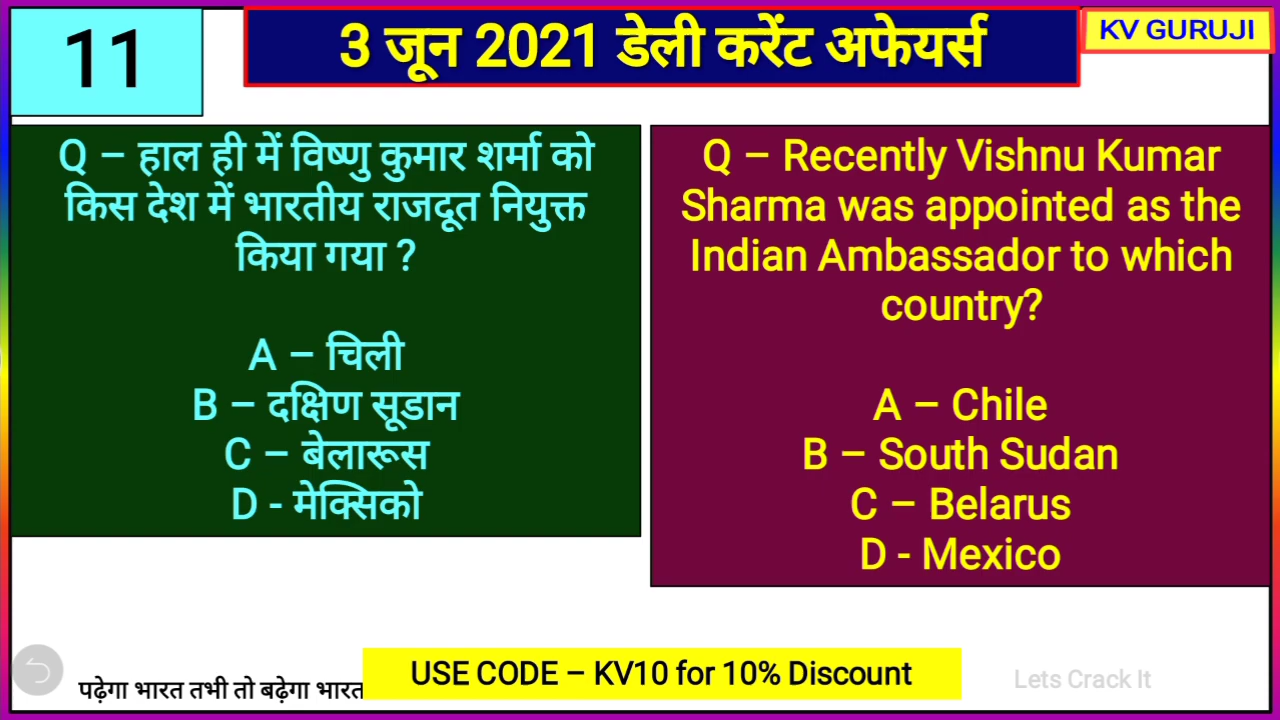 11
3 जून 2021 डेली करेंट अफेयर्स
KV GURUJI
Q – हाल ही में विष्णु कुमार शर्मा को
किस देश में भारतीय राजदूत नियुक्त
किया गया ?
A – चिली
B – दक्षिण सूडान
C – बेलारूस
D - मेक्सिको
Q – Recently Vishnu Kumar
Sharma was appointed as the
Indian Ambassador to which
country?
A – Chile
B – South Sudan
C – Belarus
D - Mexico
पढ़ेगा भारत तभी तो बढ़ेगा भारत
USE CODE – KV10 for 10% Discount
Lets Crack It